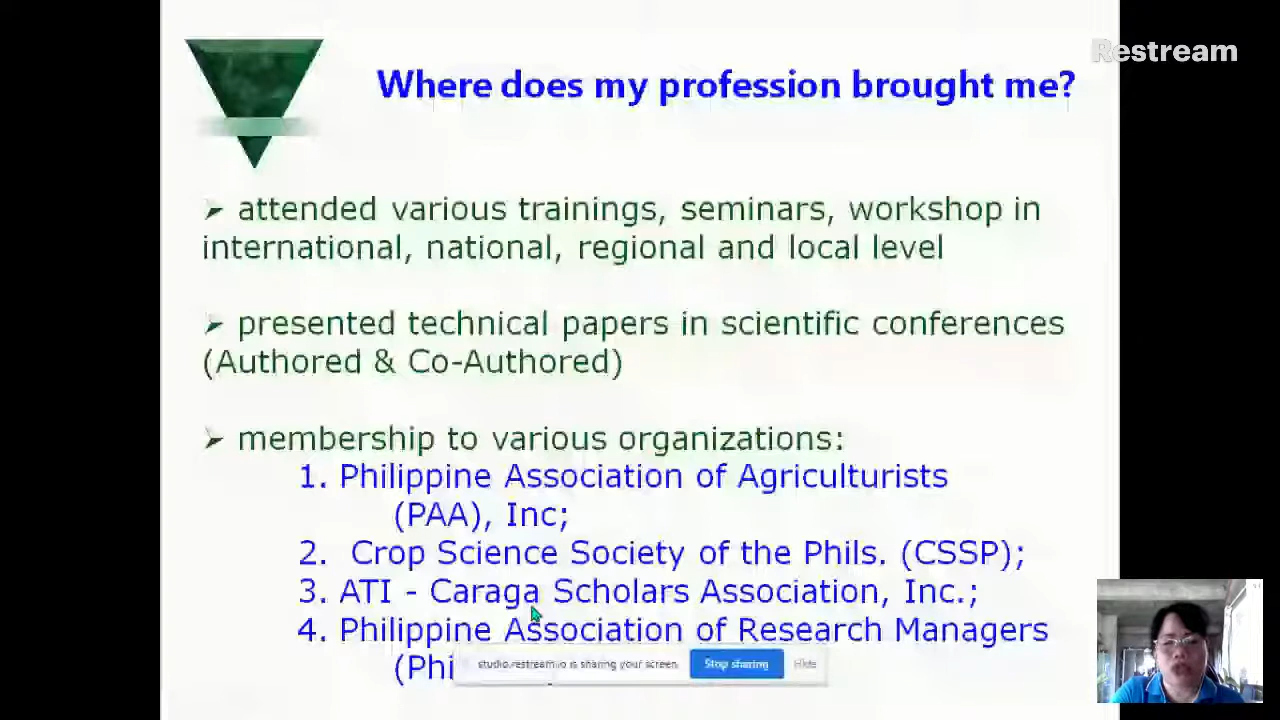 Restream
Where does my profession brought me?
➢ attended various trainings, seminars, workshop in
international, national, regional and local level
➢ presented technical papers in scientific conferences
(Authored & Co-Authored)
➢ membership to various organizations:
1. Philippine Association of Agriculturists
(PAA), Inc;
2. Crop Science Society of the Phils. (CSSP);
3. ATI - Caraga Scholars Association, Inc.;
4. Philippine Association of Research Managers
(Phi
studio.restream.io is sharing your screen. Stop sharing Hide